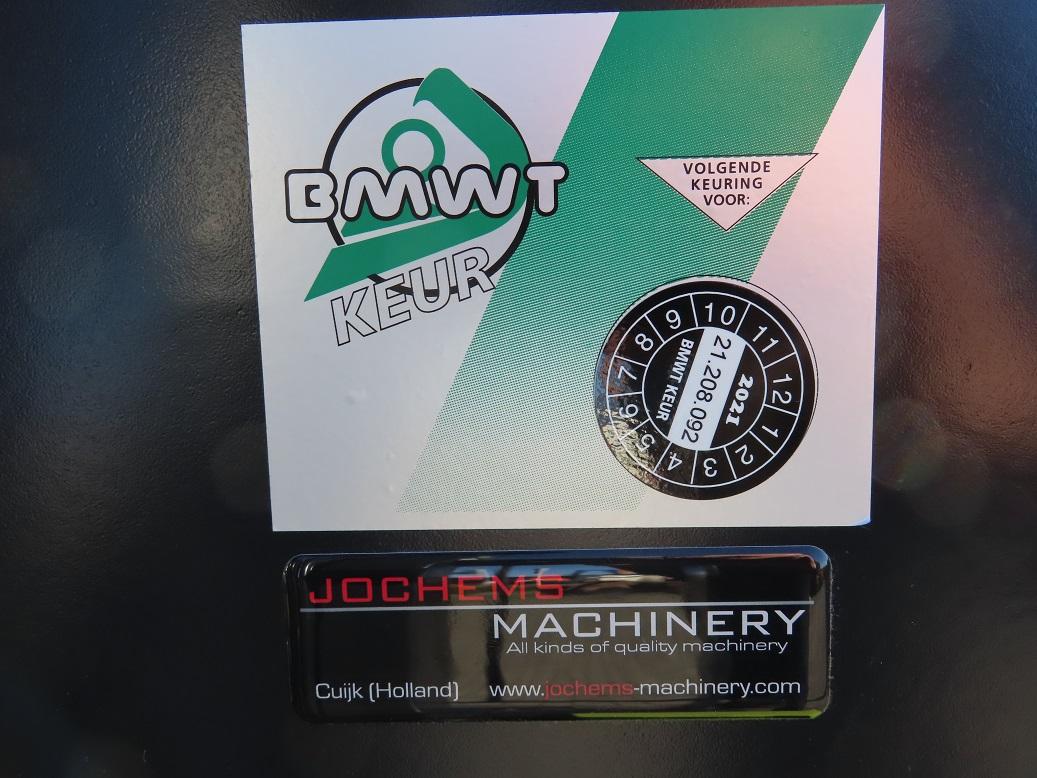 BMWT
KEUR
VOLGENDE
KEURING
VOOR:
1 2 3 4 5 6 7 8 9 10 11 12
2021
21.208.092
BMWT KEUR
JOCHEMS
MACHINERY
All kinds of quality machinery
Cuijk (Holland) www.jochems-machinery.com